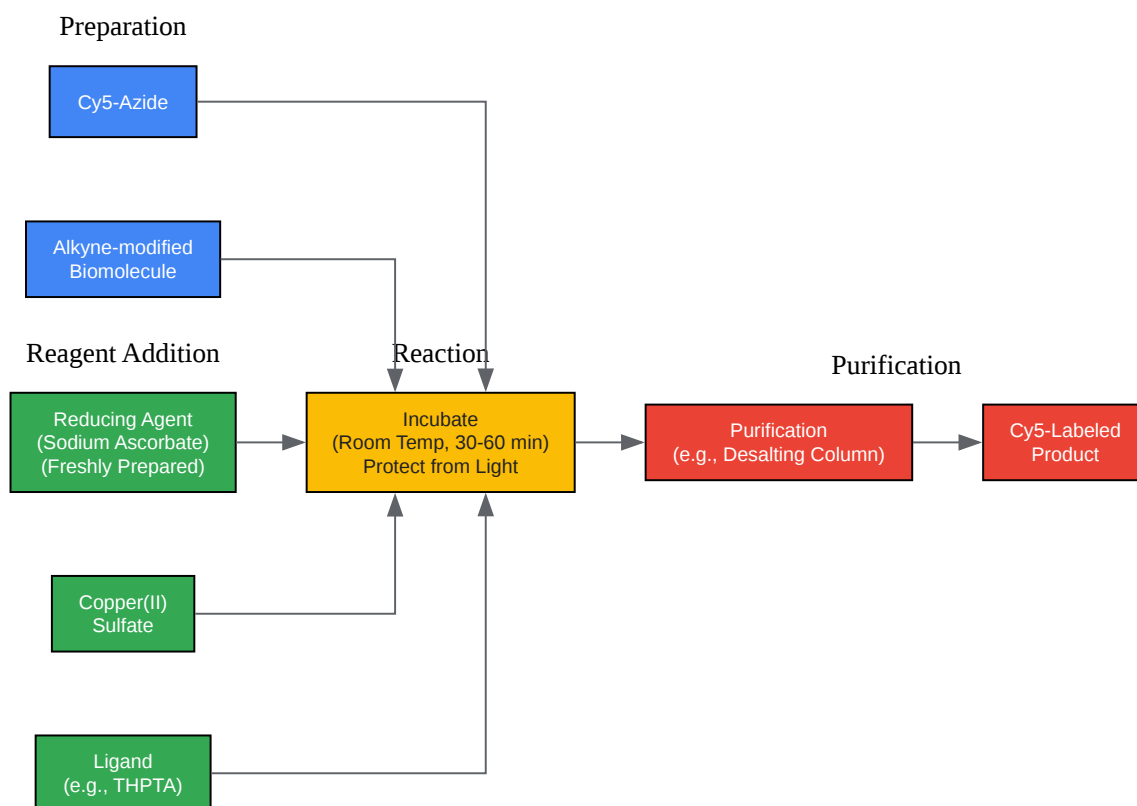 Preparation
Cy5-Azide
Alkyne-modified
Biomolecule
Reagent Addition
Reaction
Purification
Reducing Agent
(Sodium Ascorbate)
(Freshly Prepared)
Incubate
(Room Temp, 30-60 min)
Protect from Light
Purification
(e.g., Desalting Column)
Cy5-Labeled
Product
Copper(II)
Sulfate
Ligand
(e.g., THPTA)